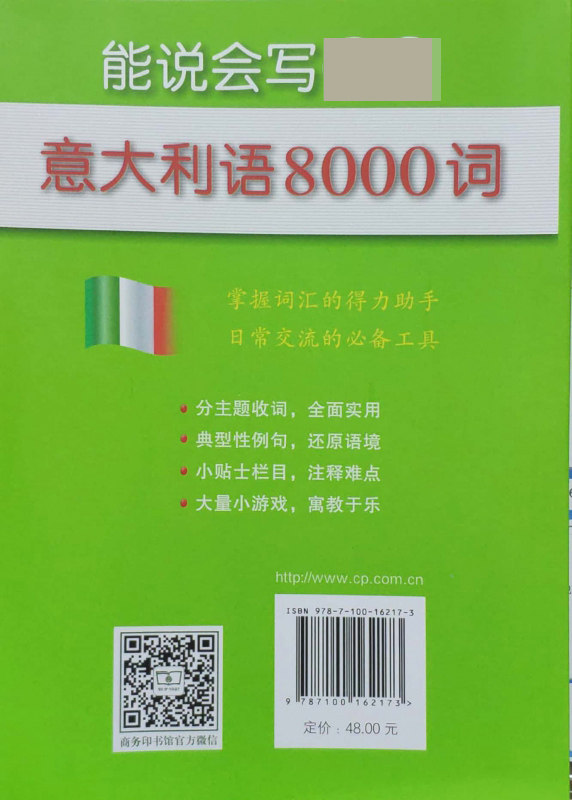 能说会写
意大利语8000词
掌握词汇的得力助手
日常交流的必备工具
分主题收词，全面实用
典型性例句，还原语境
小贴士栏目，注释难点
大量小游戏，寓教于乐
http://www.cp.com.cn
ISBN 978-7-100-16217-3
9 787100 162173 >
定价：48.00 元
商务印书馆官方微信